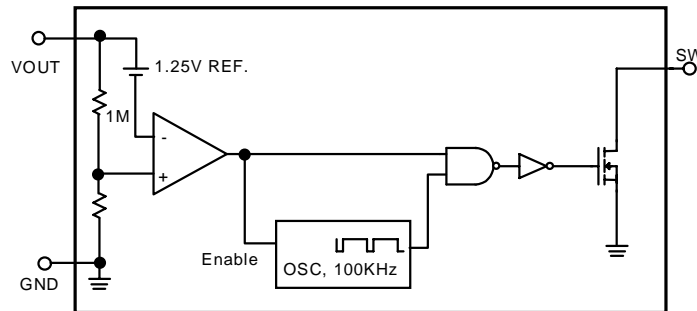 VOUT
1.25V REF.
SW
1M
-
+
Enable
OSC, 100KHz
GND